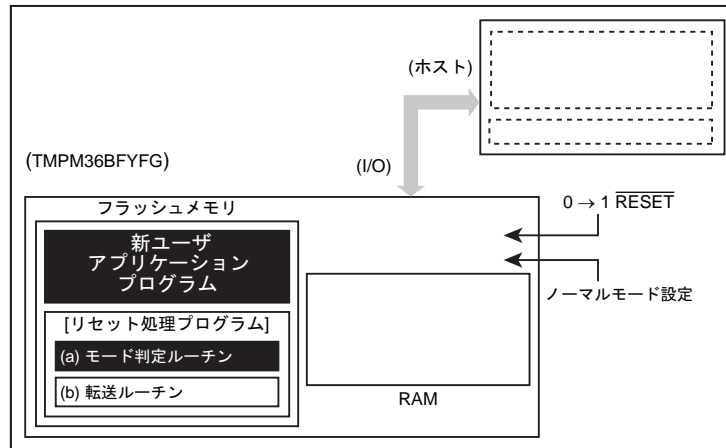 (ホスト)
(TMPM36BFYFG)
(I/O)
フラッシュメモリ
0 → 1 RESET
新ユーザ
アプリケーション
プログラム
ノーマルモード設定
[リセット処理プログラム]
(a) モード判定ルーチン
(b) 転送ルーチン
RAM